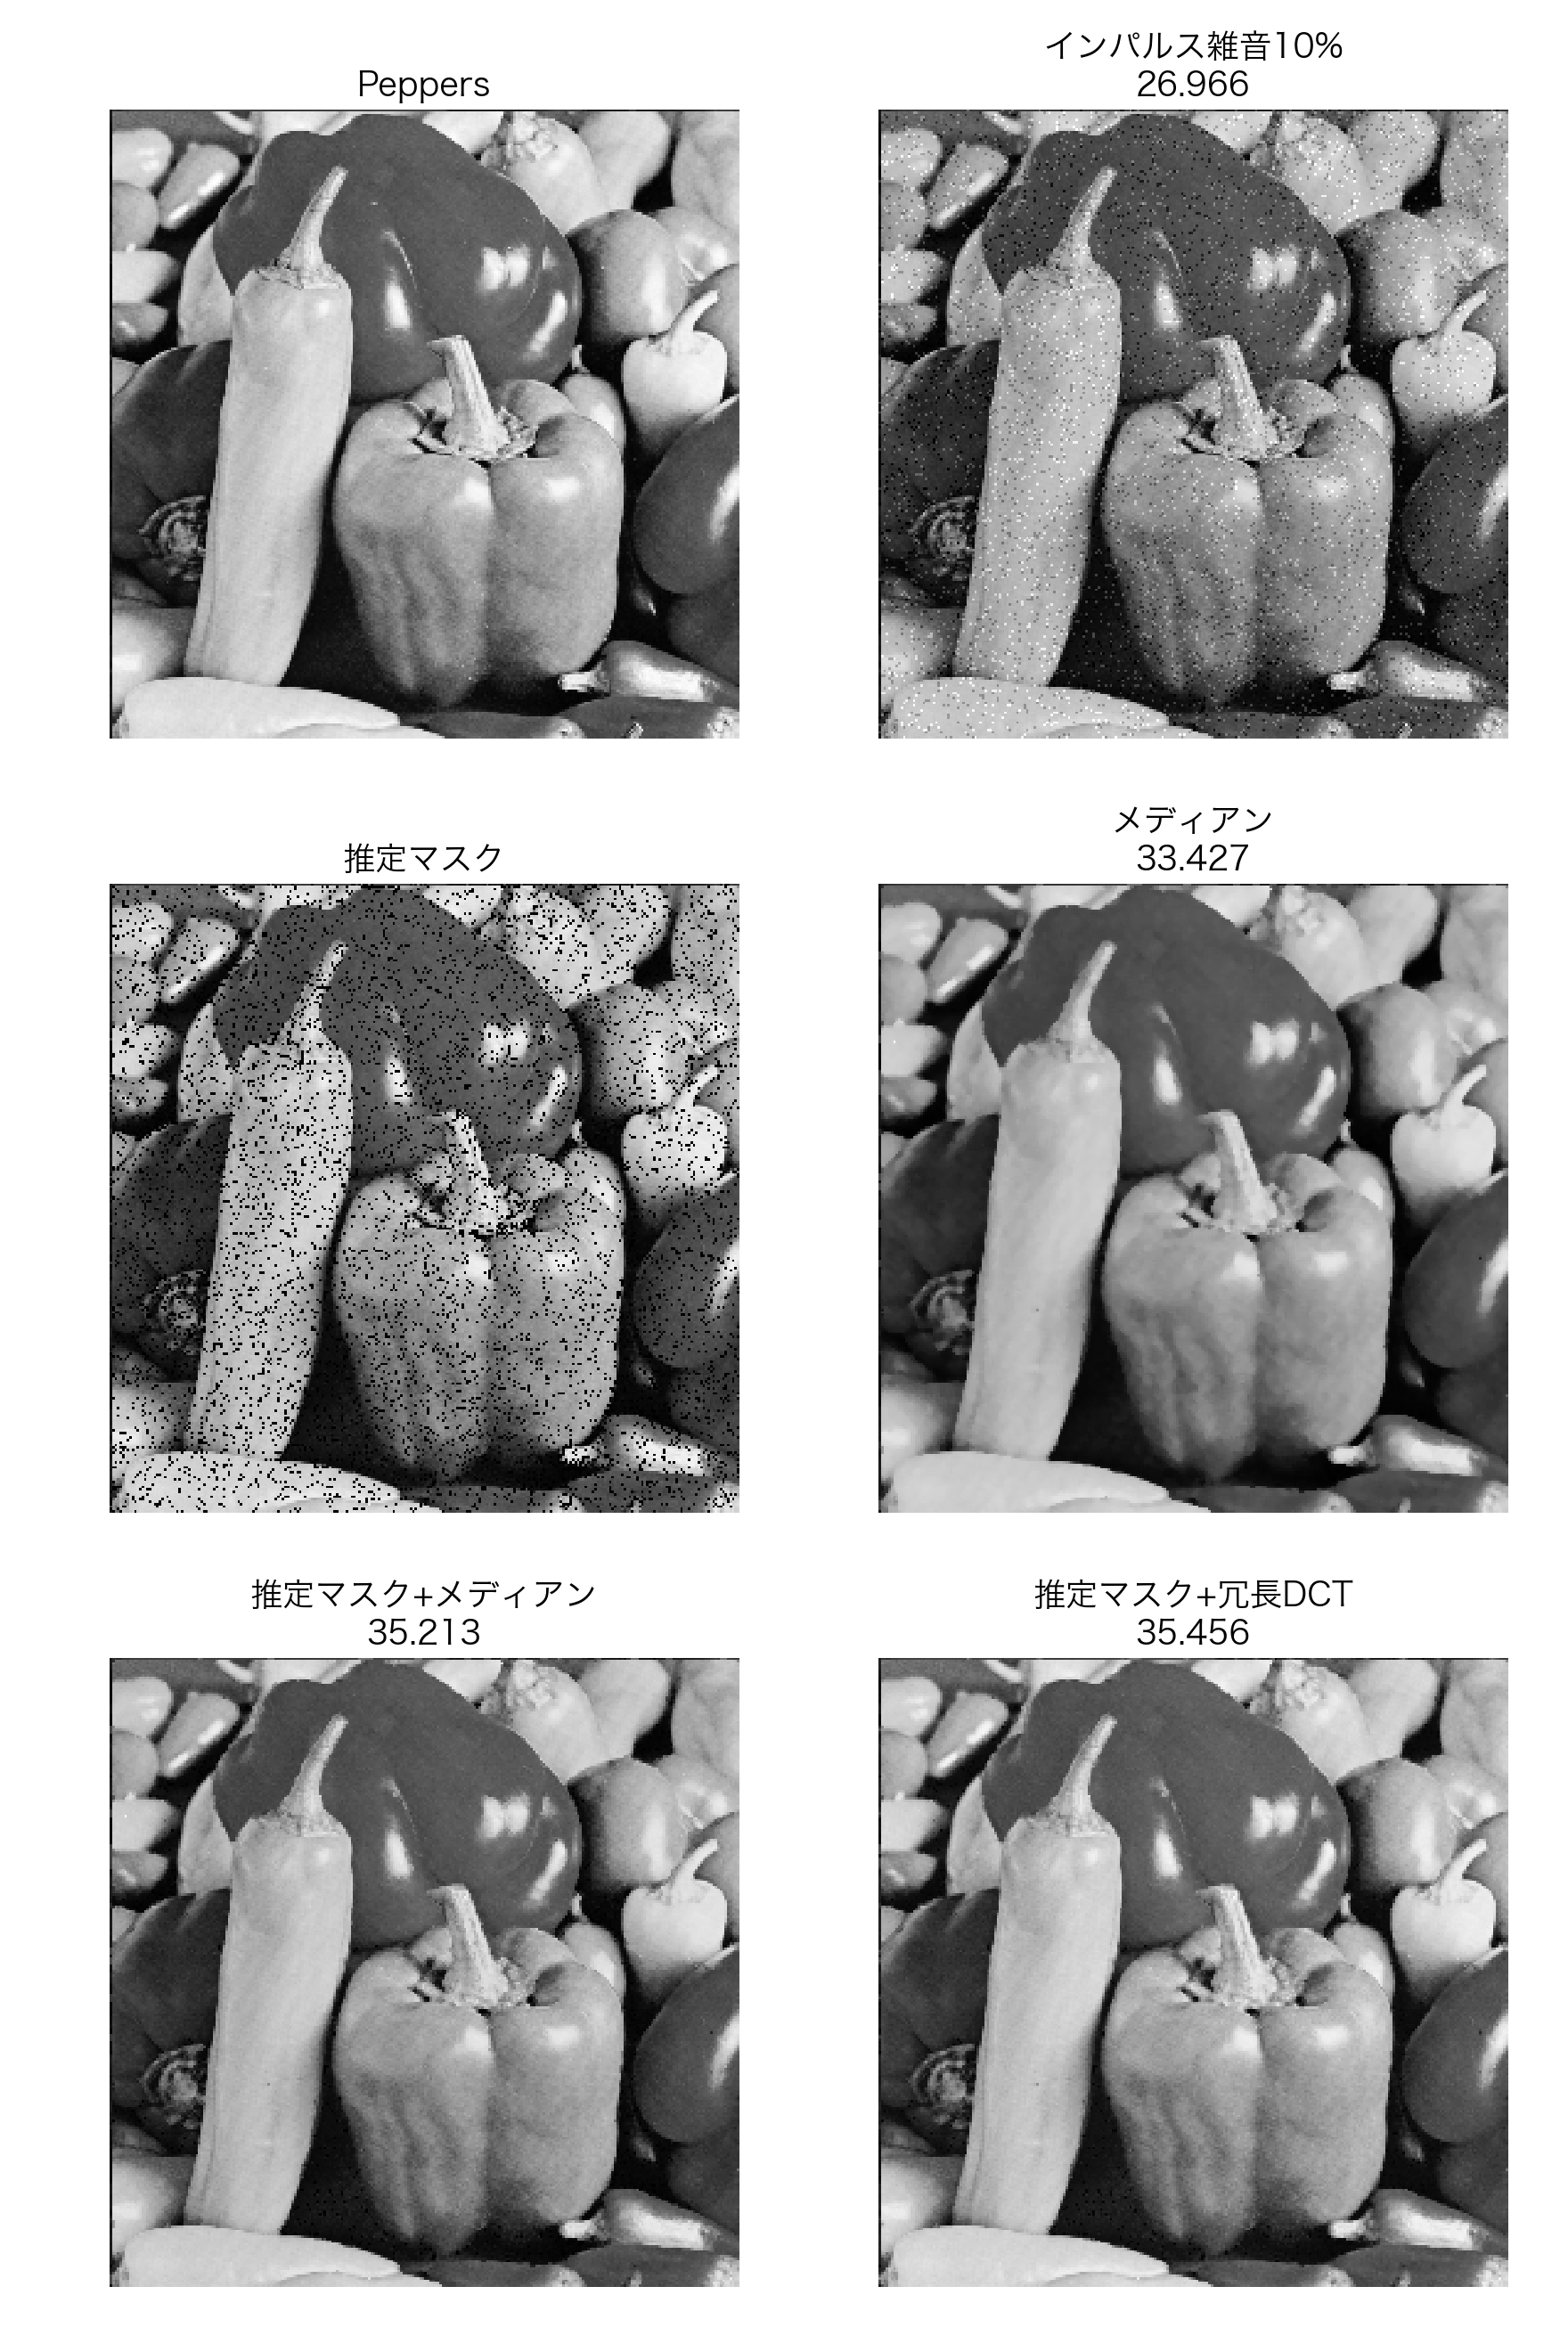 Peppers
インパルス雑音10%
26.966
推定マスク
メディアン
33.427
推定マスク+メディアン
35.213
推定マスク+冗長DCT
35.456